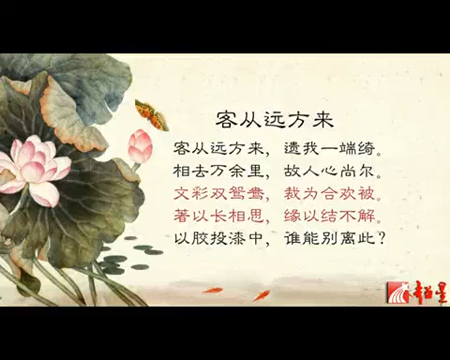 客从远方来
客从远方来，遗我一端绮。
相去万余里，故人心尚尔。
文彩双鸳鸯，裁为合欢被。
著以长相思，缘以结不解。
以胶投漆中，谁能别离此？